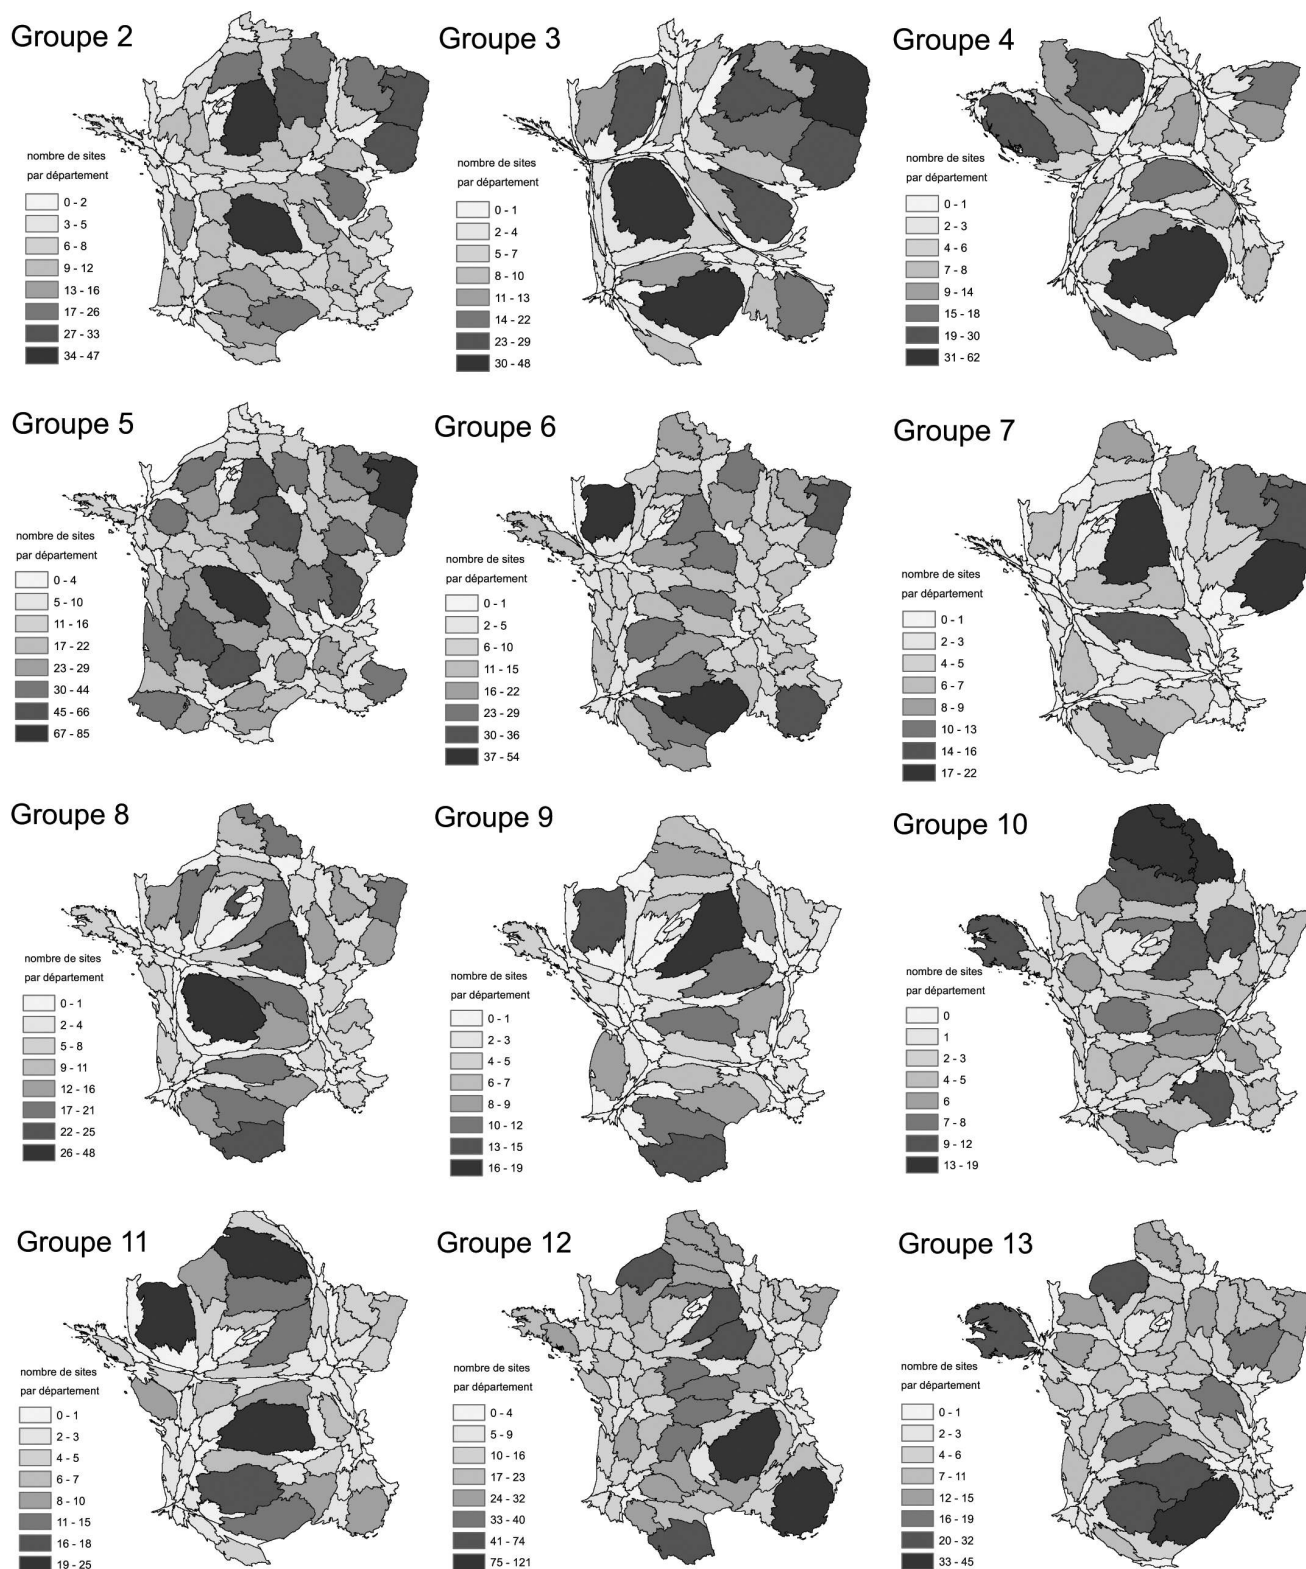 Groupe 2
nombre de sites
par département
0 - 2
3 - 5
6 - 8
9 - 12
13 - 16
17 - 26
27 - 33
34 - 47
Groupe 3
nombre de sites
par département
0 - 1
2 - 4
5 - 7
8 - 10
11 - 13
14 - 22
23 - 29
30 - 48
Groupe 4
nombre de sites
par département
0 - 1
2 - 3
4 - 6
7 - 8
9 - 14
15 - 18
19 - 30
31 - 62
Groupe 5
nombre de sites
par département
0 - 4
5 - 10
11 - 16
17 - 22
23 - 29
30 - 44
45 - 66
67 - 85
Groupe 6
nombre de sites
par département
0 - 1
2 - 5
6 - 10
11 - 15
16 - 22
23 - 29
30 - 36
37 - 54
Groupe 7
nombre de sites
par département
0 - 1
2 - 3
4 - 5
6 - 7
8 - 9
10 - 13
14 - 16
17 - 22
Groupe 8
nombre de sites
par département
0 - 1
2 - 4
5 - 8
9 - 11
12 - 16
17 - 21
22 - 25
26 - 48
Groupe 9
nombre de sites
par département
0 - 1
2 - 3
4 - 5
6 - 7
8 - 9
10 - 12
13 - 15
16 - 19
Groupe 10
nombre de sites
par département
0
1
2 - 3
4 - 5
6
7 - 8
9 - 12
13 - 19
Groupe 11
nombre de sites
par département
0 - 1
2 - 3
4 - 5
6 - 7
8 - 10
11 - 15
16 - 18
19 - 25
Groupe 12
nombre de sites
par département
0 - 4
5 - 9
10 - 16
17 - 23
24 - 32
33 - 40
41 - 74
75 - 121
Groupe 13
nombre de sites
par département
0 - 1
2 - 3
4 - 6
7 - 11
12 - 15
16 - 19
20 - 32
33 - 45